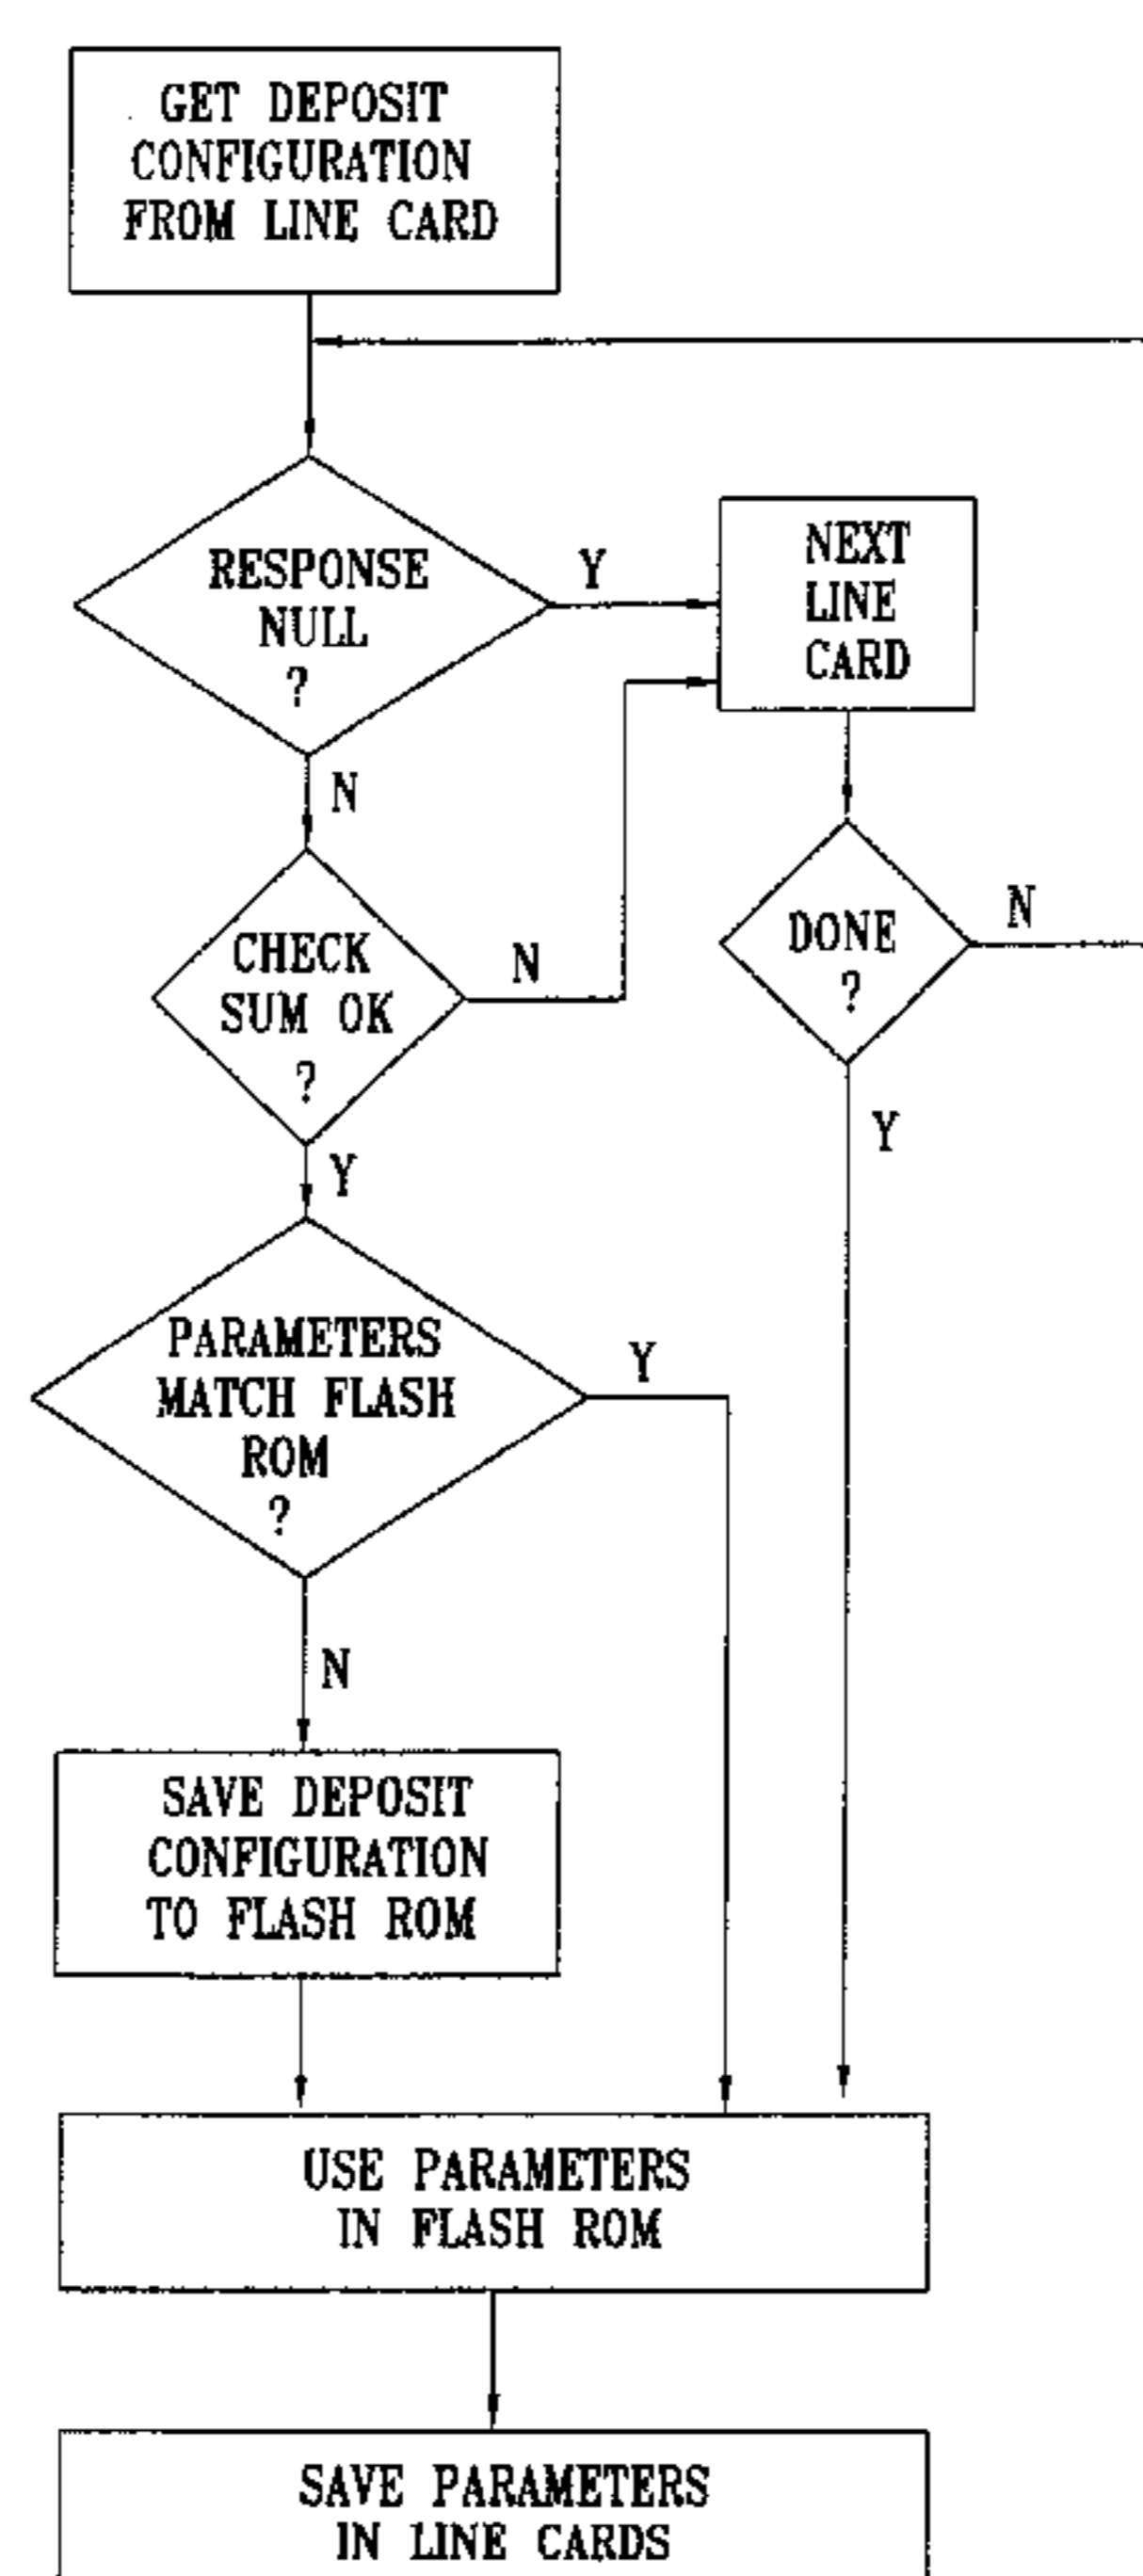 GET DEPOSIT
CONFIGURATION
FROM LINE CARD
RESPONSE
NULL
?
Y
NEXT
LINE
CARD
N
CHECK
SUM OK
?
N
DONE
?
N
Y
Y
PARAMETERS
MATCH FLASH
ROM
?
Y
N
SAVE DEPOSIT
CONFIGURATION
TO FLASH ROM
USE PARAMETERS
IN FLASH ROM
SAVE PARAMETERS
IN LINE CARDS